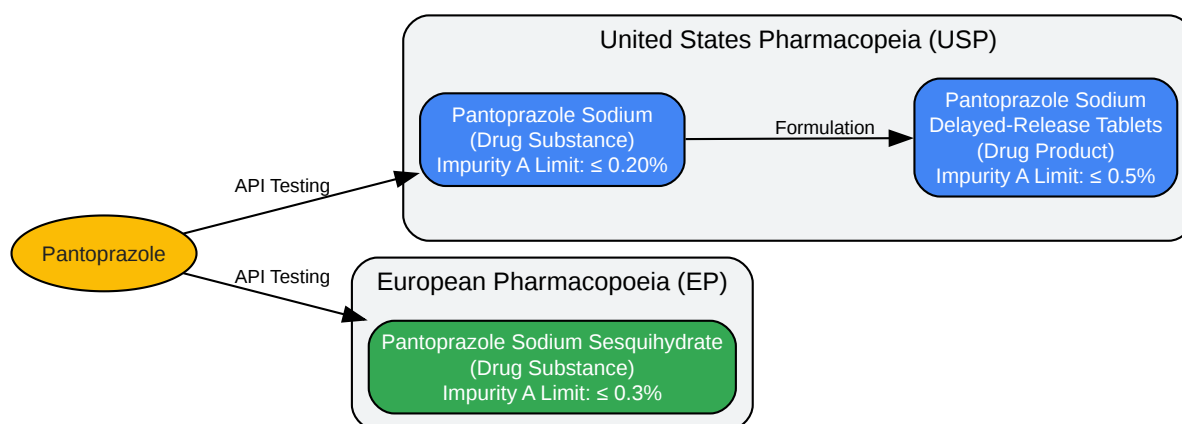 United States Pharmacopeia (USP)
Pantoprazole Sodium
(Drug Substance)
Impurity A Limit: ≤ 0.20%
Formulation
Pantoprazole Sodium
Delayed-Release Tablets
(Drug Product)
Impurity A Limit: ≤ 0.5%
API Testing
Pantoprazole
API Testing
European Pharmacopoeia (EP)
Pantoprazole Sodium Sesquihydrate
(Drug Substance)
Impurity A Limit: ≤ 0.3%